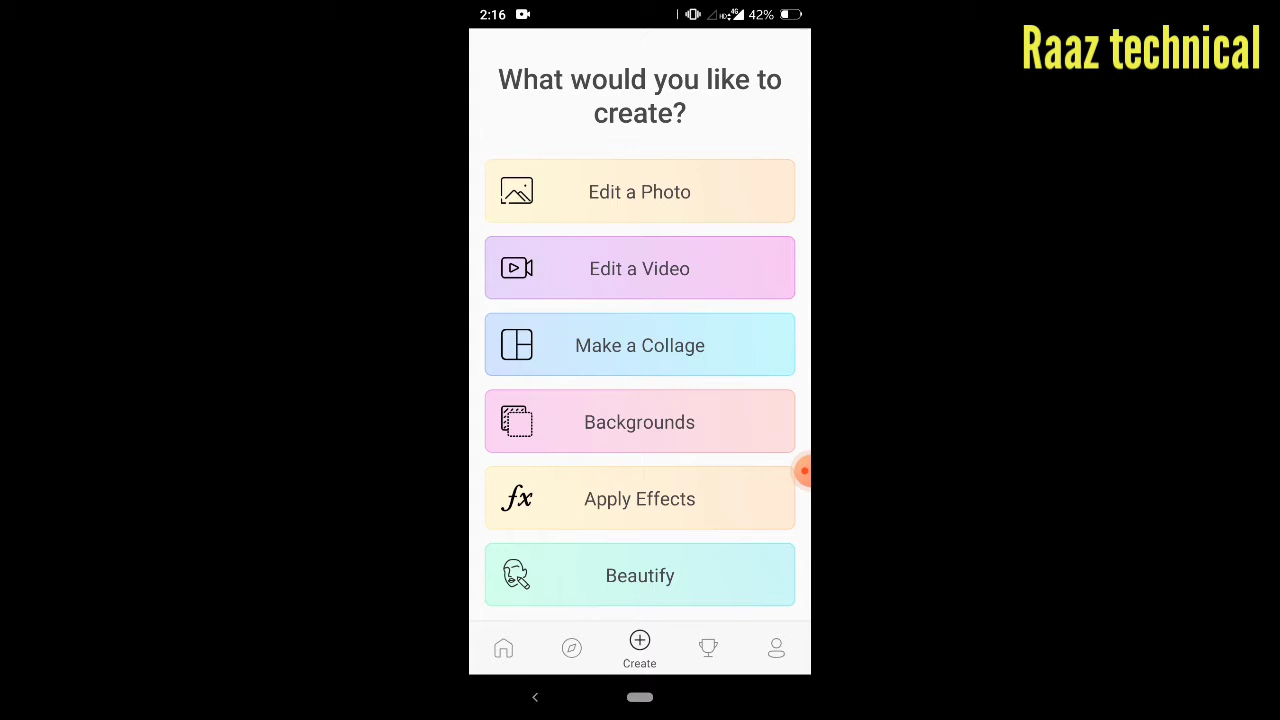 2:16
4G
42%
Raaz technical
What would you like to
create?
Edit a Photo
Edit a Video
Make a Collage
Backgrounds
fx
Apply Effects
Beautify
Create